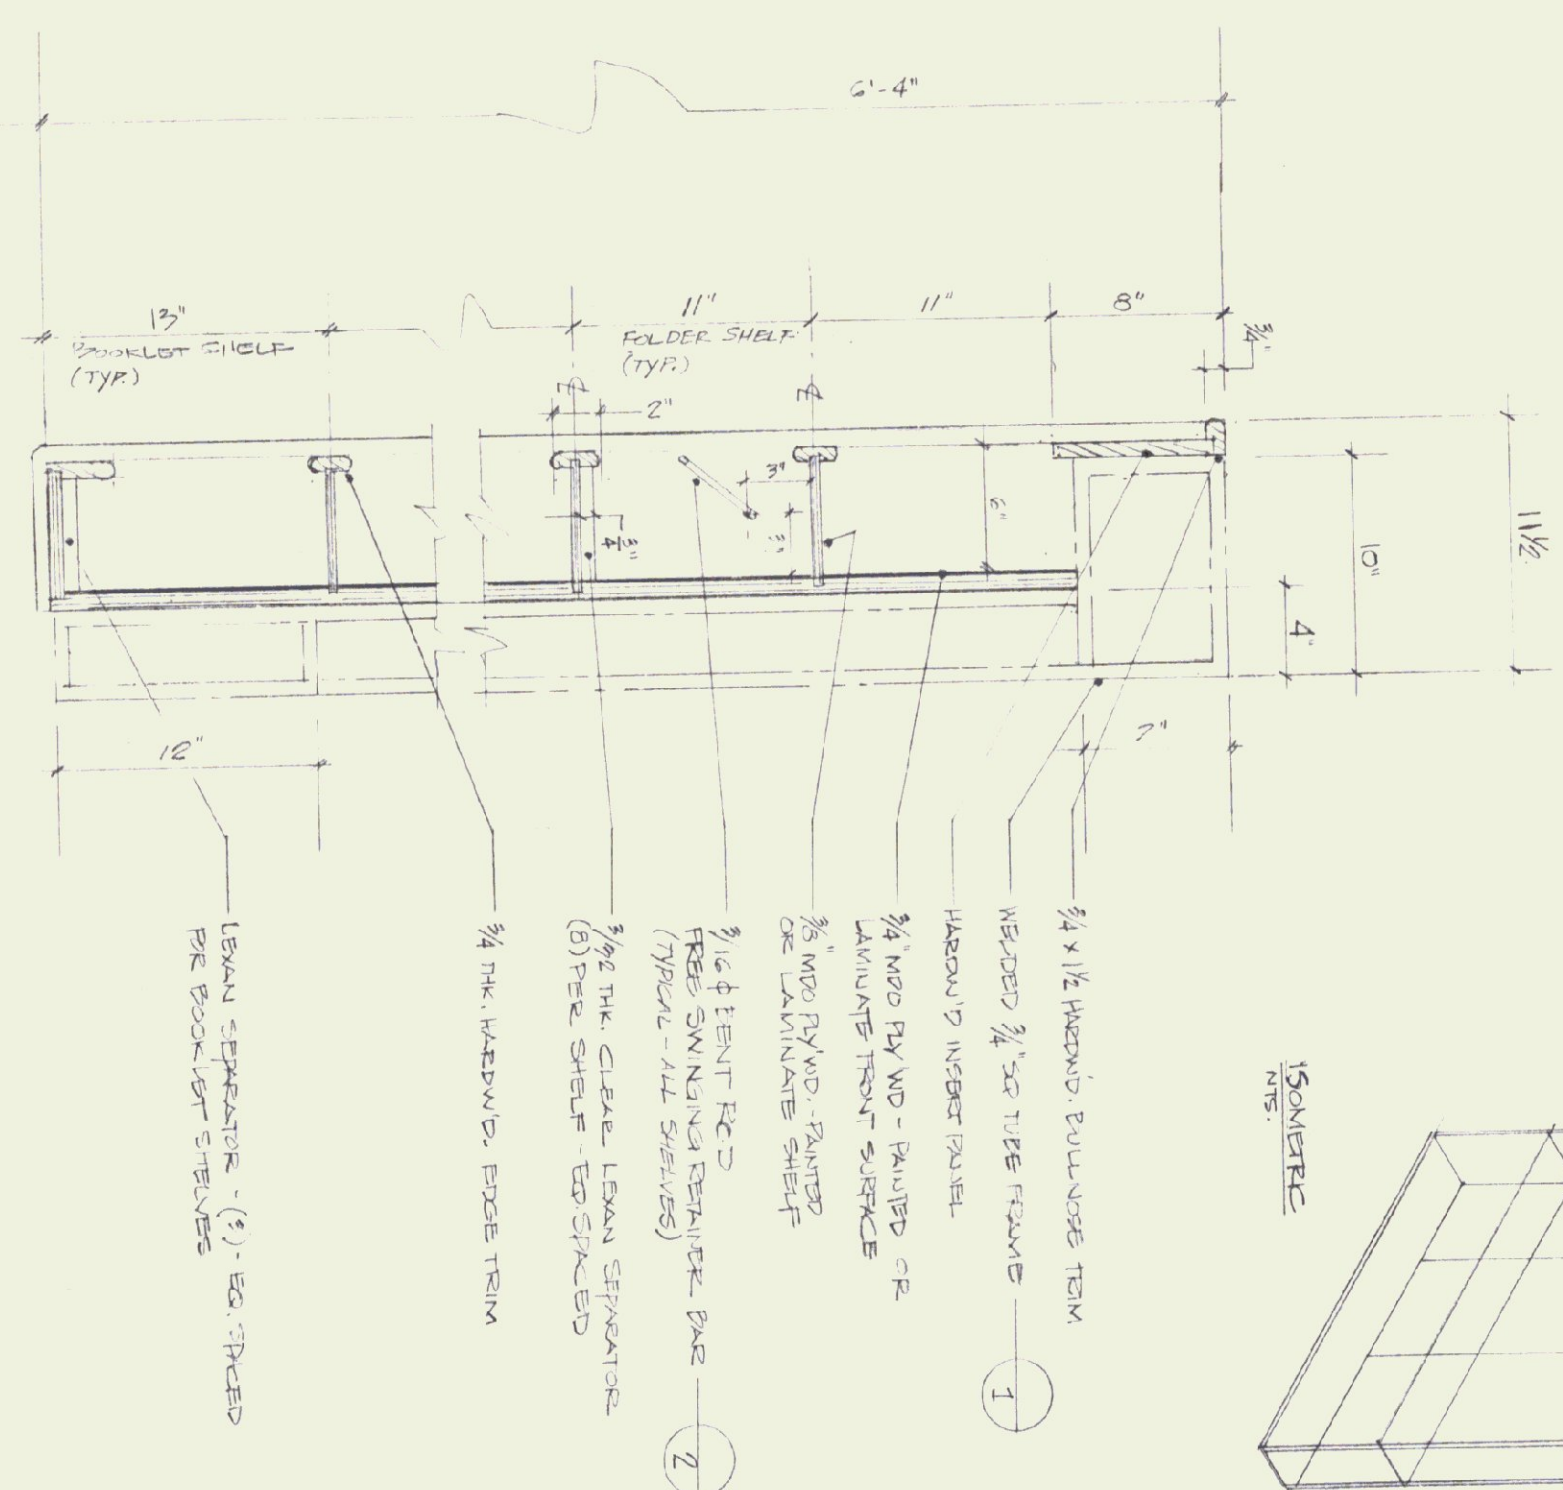 6'-4"
13"
BOOKLET SHELF
(TYP.)
11"
FOLDER SHELF
(TYP.)
11"
8"
3/4"
2"
3"
6"
3/4"
11 1/2
10"
4"
12"
3/4 x 1 1/2 HARDW'D. BULLNOSE TRIM
WELDED 3/4" SQ TUBE FRAME
1
HARDW'D INSERT PANEL
3/4" MDO PLY'WD - PAINTED OR
LAMINATE FRONT SURFACE
3/8" MDO PLY'WD. - PAINTED
OR LAMINATE SHELF
3/16 ϕ BENT ROD
FREE SWINGING RETAINER BAR
(TYPICAL - ALL SHELVES)
2
THK. CLEAR LEXAN SEPARATOR
(8) PER SHELF - EQ. SPACED
3/4 THK. HARDW'D. EDGE TRIM
LEXAN SEPARATOR - EQ. SPACED
FOR BOOKLET SHELVES
ISOMETRIC
NTS.